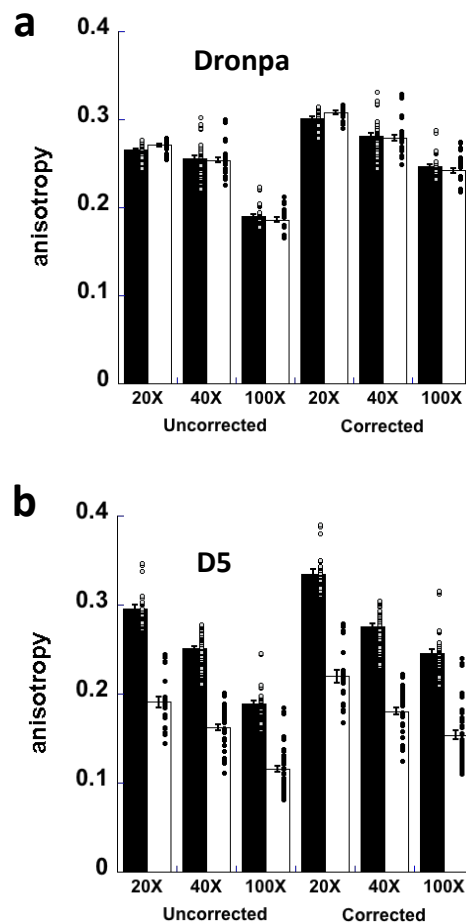 a
Dronpa
anisotropy
0.4
0.3
0.2
0.1
0
20X 40X 100X 20X 40X 100X
Uncorrected Corrected
b
D5
anisotropy
0.4
0.3
0.2
0.1
0
20X 40X 100X 20X 40X 100X
Uncorrected Corrected